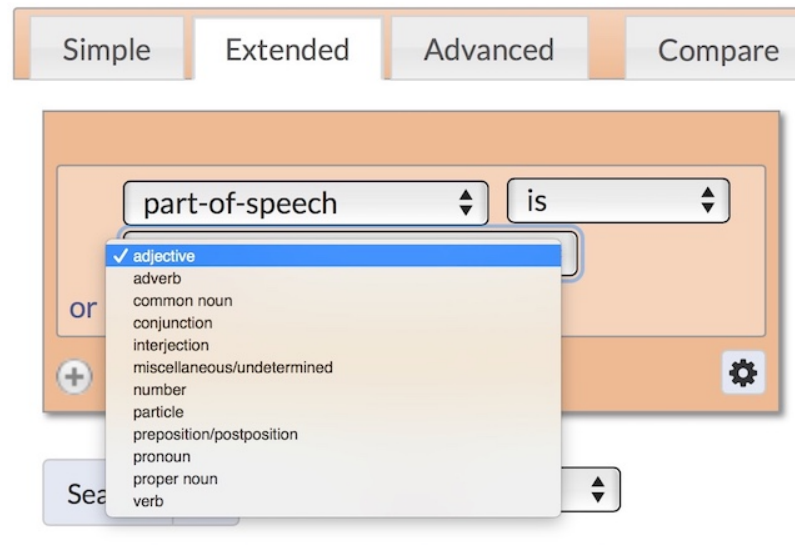 Simple Extended Advanced Compare
part-of-speech is
✓ adjective
adverb
common noun
or
conjunction
interjection
miscellaneous/undetermined
number
particle
preposition/postposition
pronoun
proper noun
verb